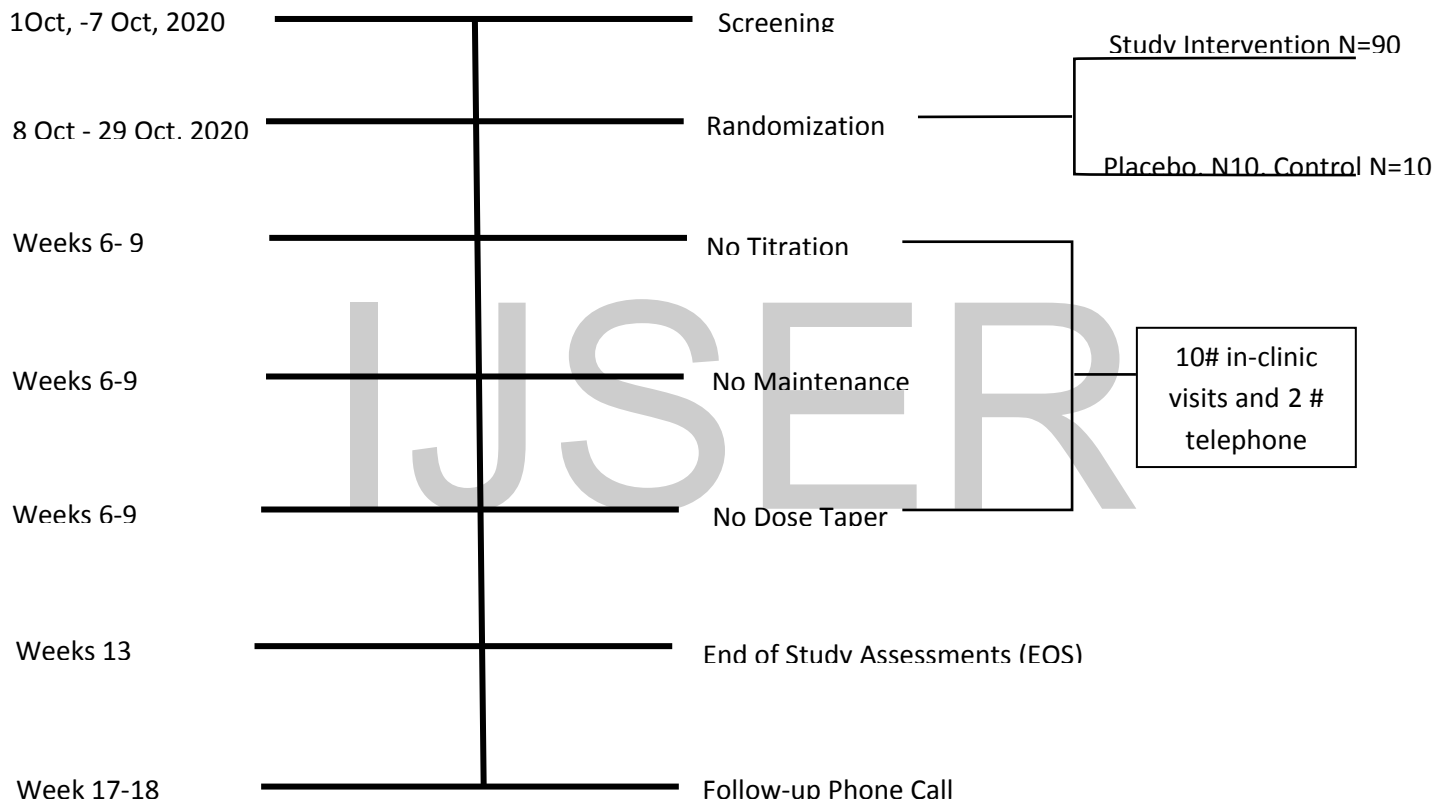 1Oct, -7 Oct, 2020
Screening
Study Intervention N=90
8 Oct - 29 Oct. 2020
Randomization
Placebo. N10. Control N=10
Weeks 6- 9
No Titration
IJSER
Weeks 6-9
No Maintenance
10# in-clinic
visits and 2 #
telephone
Weeks 6-9
No Dose Taper
Weeks 13
End of Study Assessments (EOS)
Week 17-18
Follow-up Phone Call